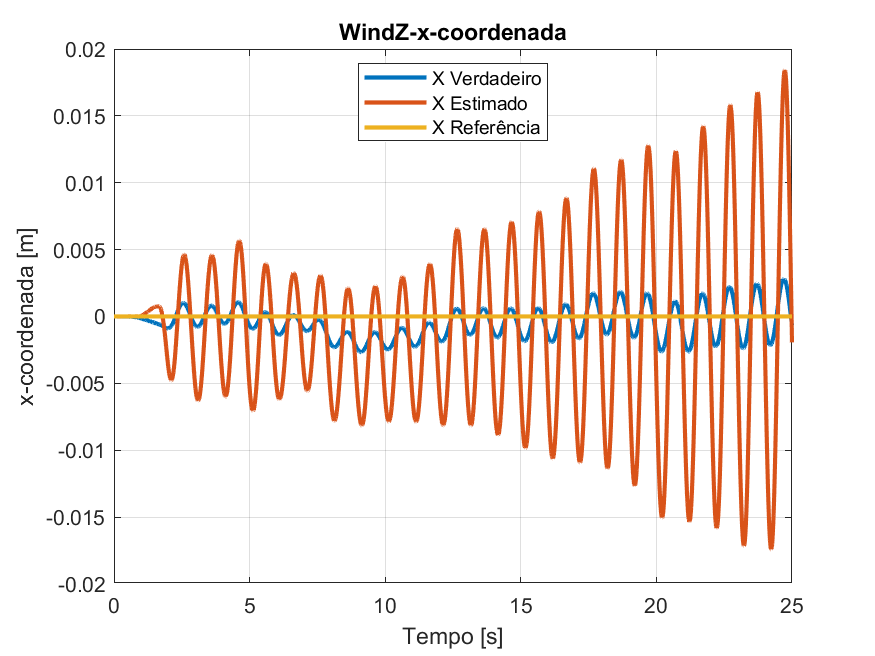 WindZ-x-coordenada
X Verdadeiro
X Estimado
X Referência
0.02
0.015
0.01
0.005
0
-0.005
-0.01
-0.015
-0.02
x-coordenada [m]
0 5 10 15 20 25
Tempo [s]